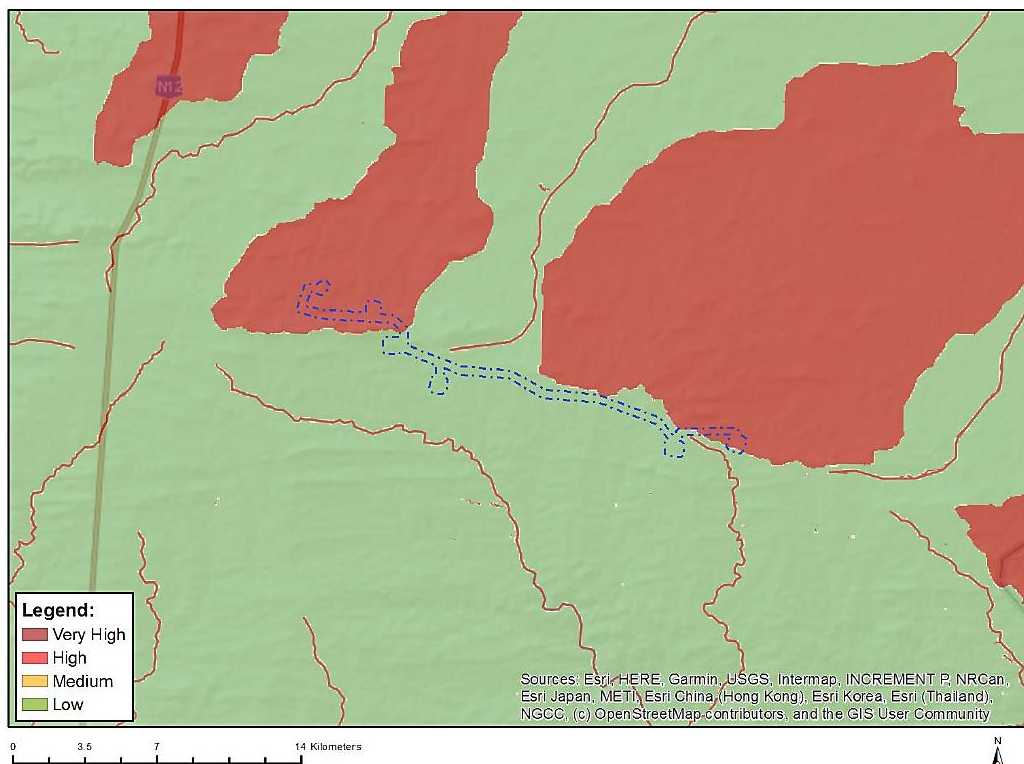 N12
Legend:
Very High
High
Medium
Low
Sources: Esri, HERE, Garmin, USGS, Intermap, INCREMENT P, NRCan,
Esri Japan, METI, Esri China (Hong Kong), Esri Korea, Esri (Thailand),
NGCC, (c) OpenStreetMap contributors, and the GIS User Community
0 3.5 7 14 Kilometers
N